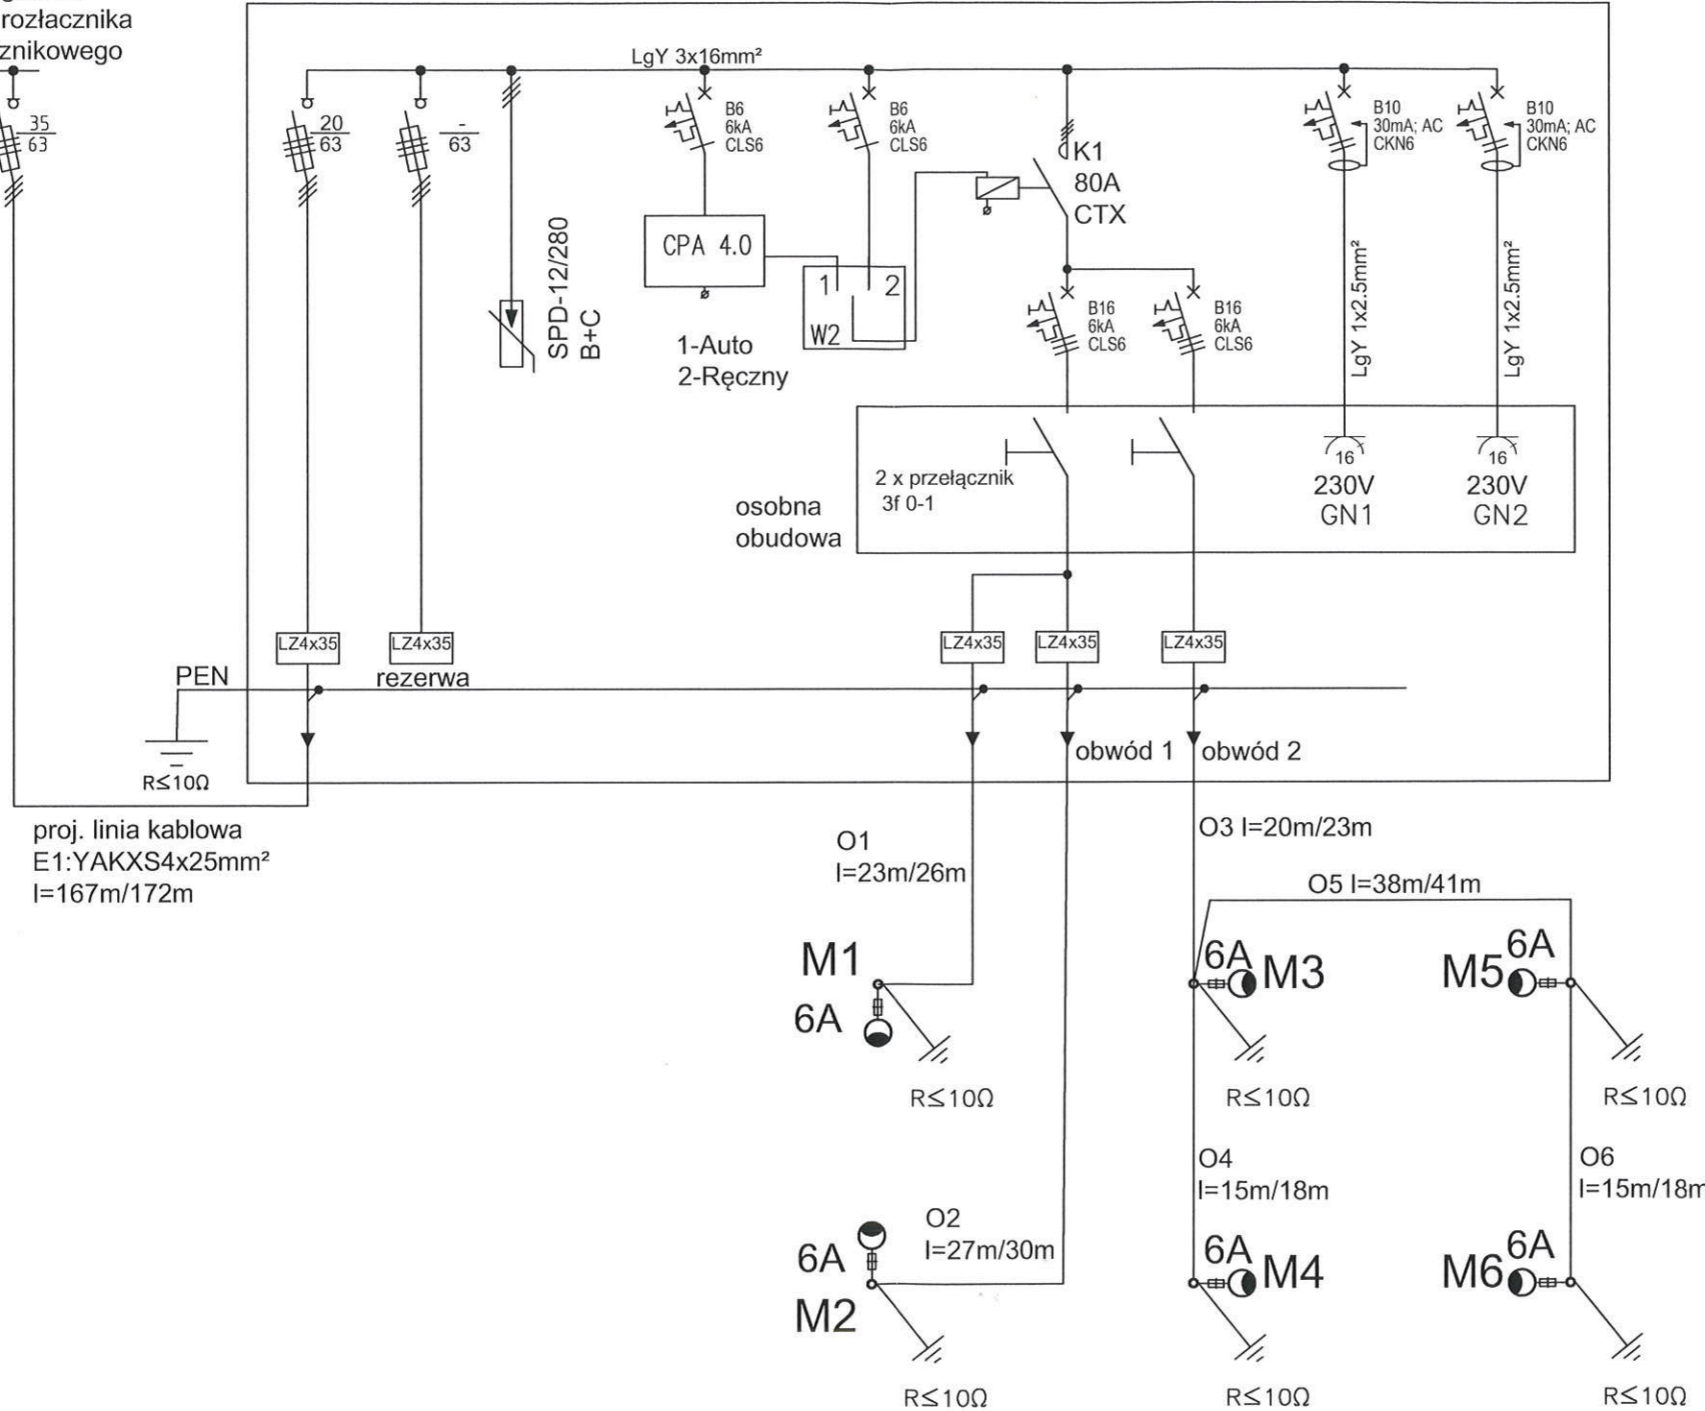 rozłacznika
znikowego
LgY 3x16mm²
35
63
20
63
-
63
B6
6kA
CLS6
B6
6kA
CLS6
B10
30mA; AC
CKN6
B10
30mA; AC
CKN6
K1
80A
CTX
CPA 4.0
SPD-12/280
B+C
1 2
W2
1-Auto
2-Ręczny
B16
6kA
CLS6
B16
6kA
CLS6
LgY 1x2.5mm²
LgY 1x2.5mm²
2 x przełącznik
3f 0-1
osobna
obudowa
16
230V
GN1
16
230V
GN2
LZ4x35
LZ4x35
LZ4x35
LZ4x35
LZ4x35
PEN
rezerwa
R≤10Ω
obwód 1
obwód 2
proj. linia kablowa
E1:YAKXS4x25mm²
l=167m/172m
O1
l=23m/26m
O3 l=20m/23m
O5 l=38m/41m
M1
6A
6A M3
M5 6A
R≤10Ω
R≤10Ω
R≤10Ω
O4
l=15m/18m
O6
l=15m/18m
O2
l=27m/30m
6A
M2
6A M4
M6 6A
R≤10Ω
R≤10Ω
R≤10Ω